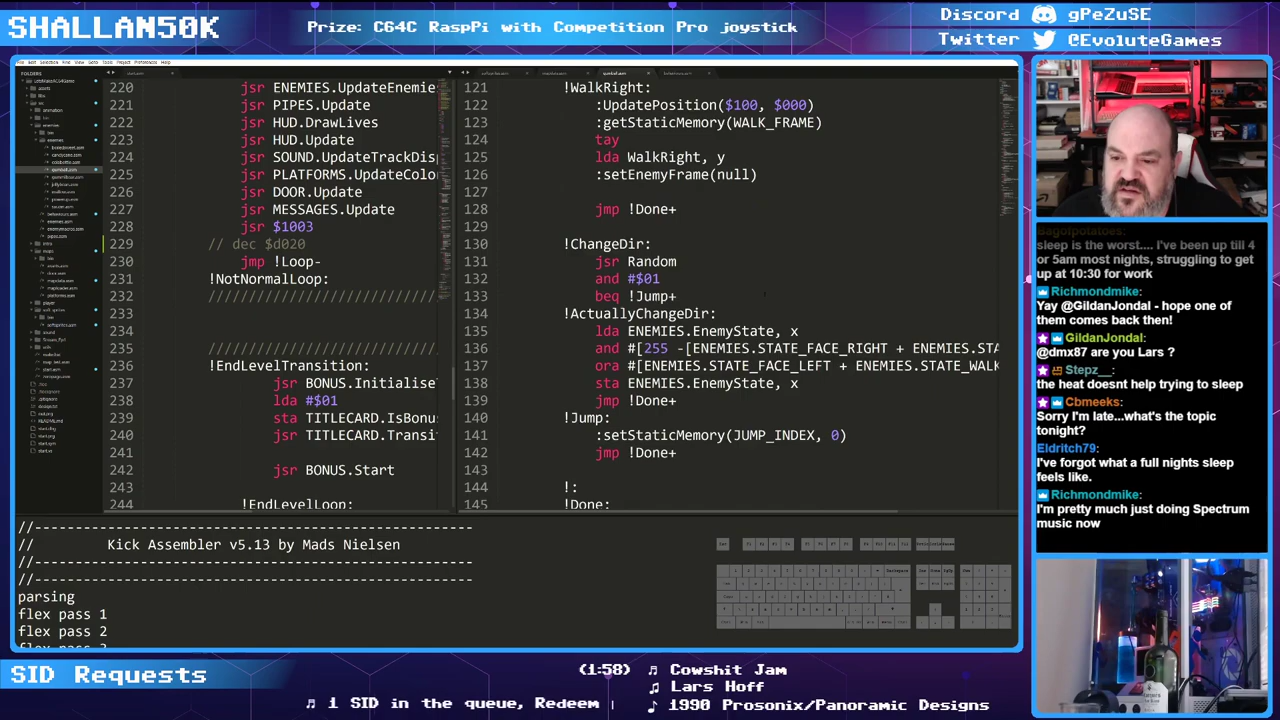 SHALLAN50K
Prize: C64C RaspPi with Competition Pro joystick
Discord gPeZuSE
Twitter @EvoluteGames
FOLDERS
220 jsr ENEMIES.UpdateEnemie
221 jsr PIPES.Update
222 jsr HUD.DrawLives
223 jsr HUD.Update
224 jsr SOUND.UpdateTrackDisp
225 jsr PLATFORMS.UpdateColo
226 jsr DOOR.Update
227 jsr MESSAGES.Update
228 jsr $1003
229 // dec $d020
230 jmp !Loop-
231 !NotNormalLoop:
232 ////////////////////////////
233
234
235 ////////////////////////////
236 !EndLevelTransition:
237 jsr BONUS.Initialise
238 lda #$01
239 sta TITLECARD.IsBonu
240 jsr TITLECARD.Transi
241
242 jsr BONUS.Start
243
244 !EndLevelLoop:
121 !WalkRight:
122 :UpdatePosition($100, $000)
123 :getStaticMemory(WALK_FRAME)
124 tay
125 lda WalkRight, y
126 :setEnemyFrame(null)
127
128 jmp !Done+
129
130 !ChangeDir:
131 jsr Random
132 and #$01
133 beq !Jump+
134 !ActuallyChangeDir:
135 lda ENEMIES.EnemyState, x
136 and #[255 -[ENEMIES.STATE_FACE_RIGHT + ENEMIES.STA
137 ora #[ENEMIES.STATE_FACE_LEFT + ENEMIES.STATE_WALK
138 sta ENEMIES.EnemyState, x
139 jmp !Done+
140 !Jump:
141 :setStaticMemory(JUMP_INDEX, 0)
142 jmp !Done+
143
144 !:
145 !Done:
//--------------------------------------------------------
// Kick Assembler v5.13 by Mads Nielsen
//--------------------------------------------------------
//--------------------------------------------------------
parsing
flex pass 1
flex pass 2
Bagofpotatoes:
sleep is the worst.... I've been up till 4
or 5am most nights, struggling to get
up at 10:30 for work
Richmondmike:
Yay @GildanJondal - hope one of
them comes back then!
GildanJondal:
@dmx87 are you Lars ?
Stepz__:
the heat doesnt help trying to sleep
Cbmeeks:
Sorry I'm late...what's the topic
tonight?
Eldritch79:
I've forgot what a full nights sleep
feels like.
Richmondmike:
I'm pretty much just doing Spectrum
music now
SID Requests
(1:58) ♫ Cowshit Jam
♫ Lars Hoff
♪ 1990 Prosonix/Panoramic Designs
♫ 1 SID in the queue, Redeem